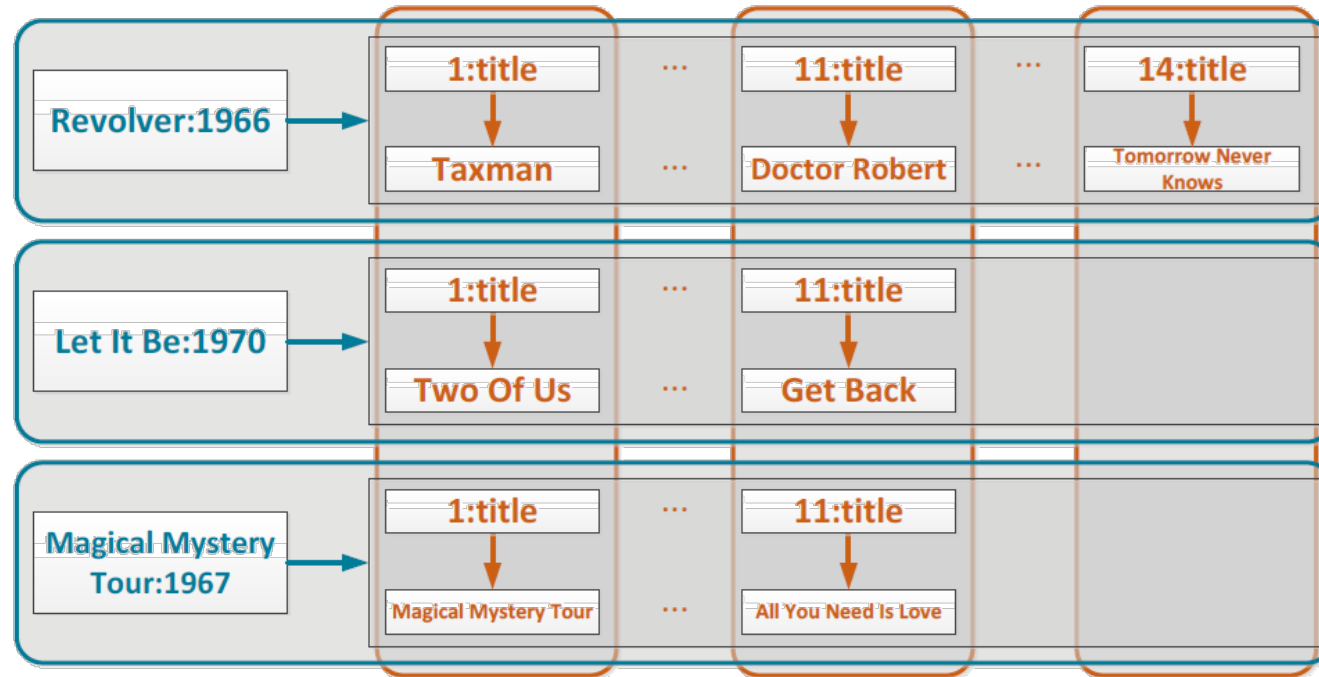 Revolver:1966
1:title ... 11:title ... 14:title
Taxman ... Doctor Robert ... Tomorrow Never
Knows
Let It Be:1970
1:title ... 11:title
Two Of Us ... Get Back
Magical Mystery
Tour:1967
1:title ... 11:title
Magical Mystery Tour ... All You Need Is Love